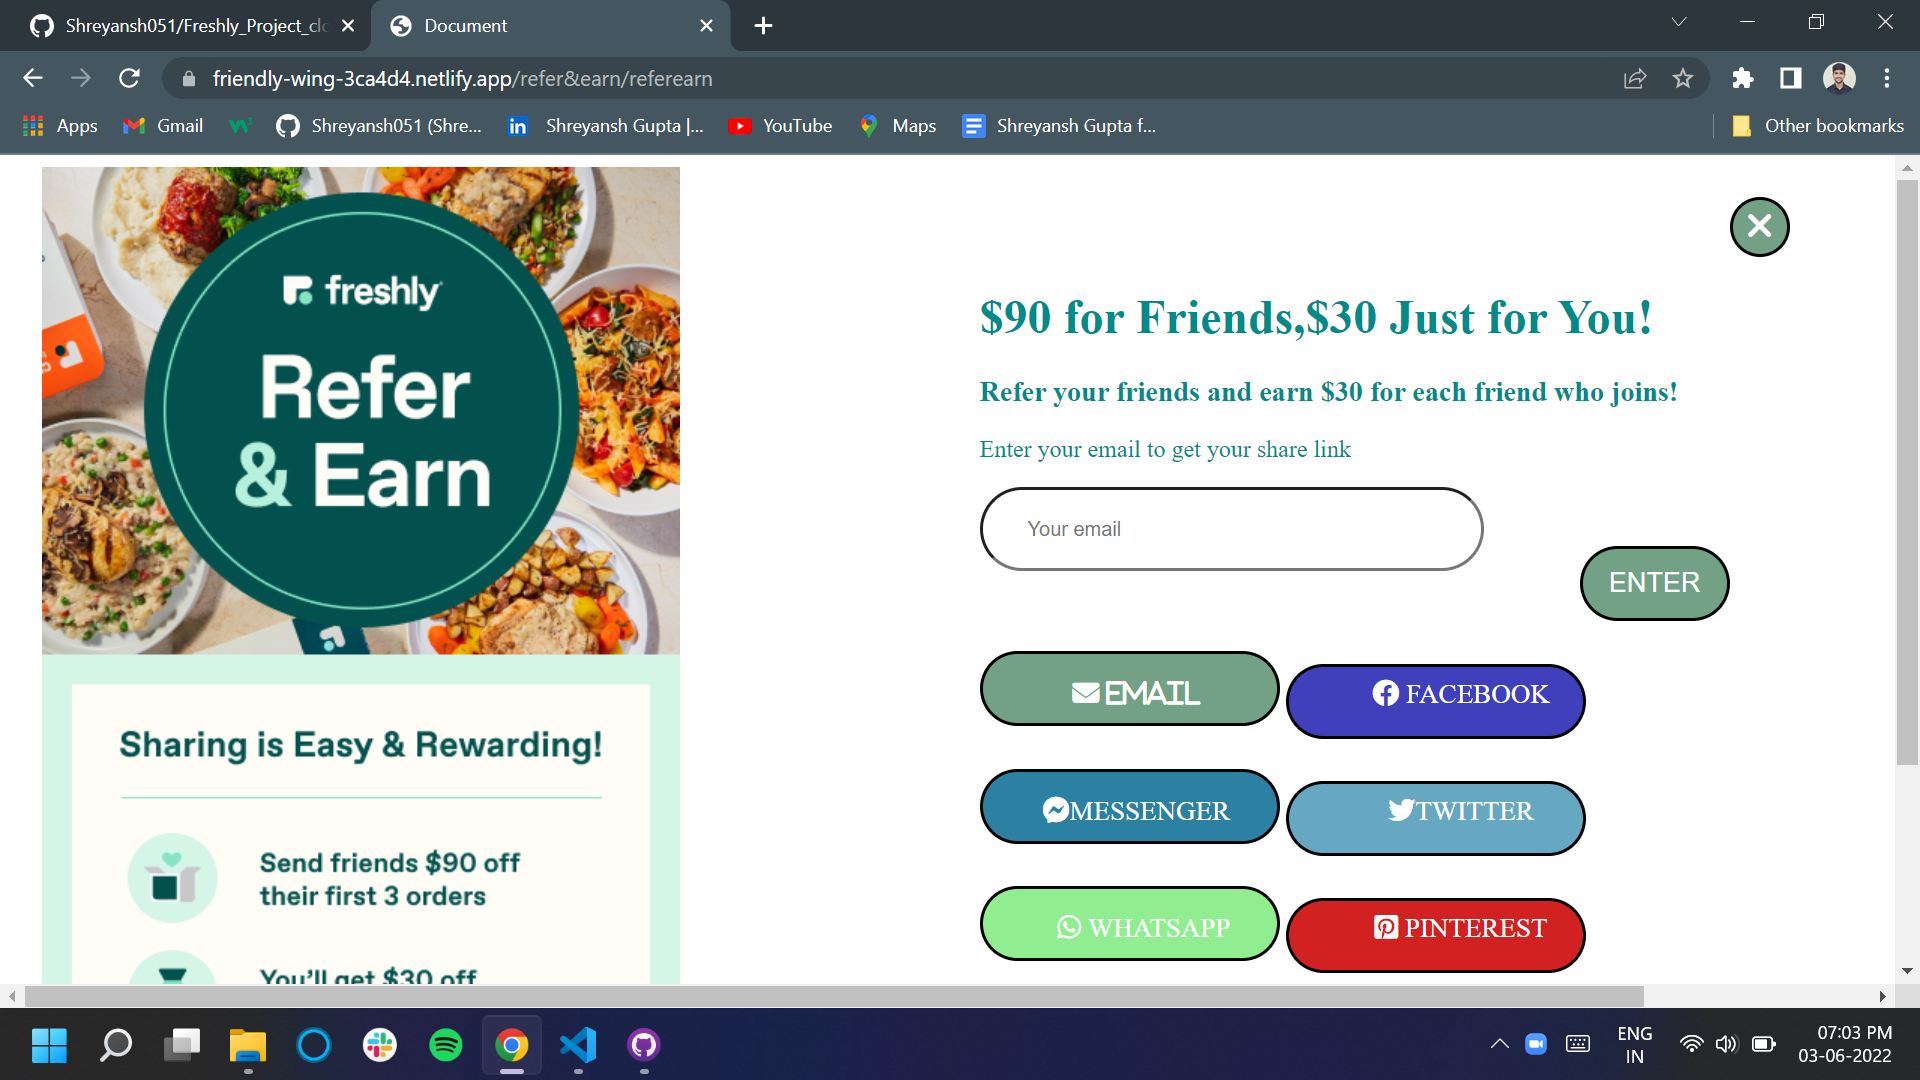 Shreyansh051/Freshly_Project_clo
Document
friendly-wing-3ca4d4.netlify.app/refer&earn/referearn
Apps
Gmail
Shreyansh051 (Shre...
Shreyansh Gupta |...
YouTube
Maps
Shreyansh Gupta f...
Other bookmarks
freshly
Refer
& Earn
Sharing is Easy & Rewarding!
Send friends $90 off
their first 3 orders
You'll get $30 off
$90 for Friends,$30 Just for You!
Refer your friends and earn $30 for each friend who joins!
Enter your email to get your share link
Your email
ENTER
EMAIL
FACEBOOK
MESSENGER
TWITTER
WHATSAPP
PINTEREST
ENG
IN
07:03 PM
03-06-2022